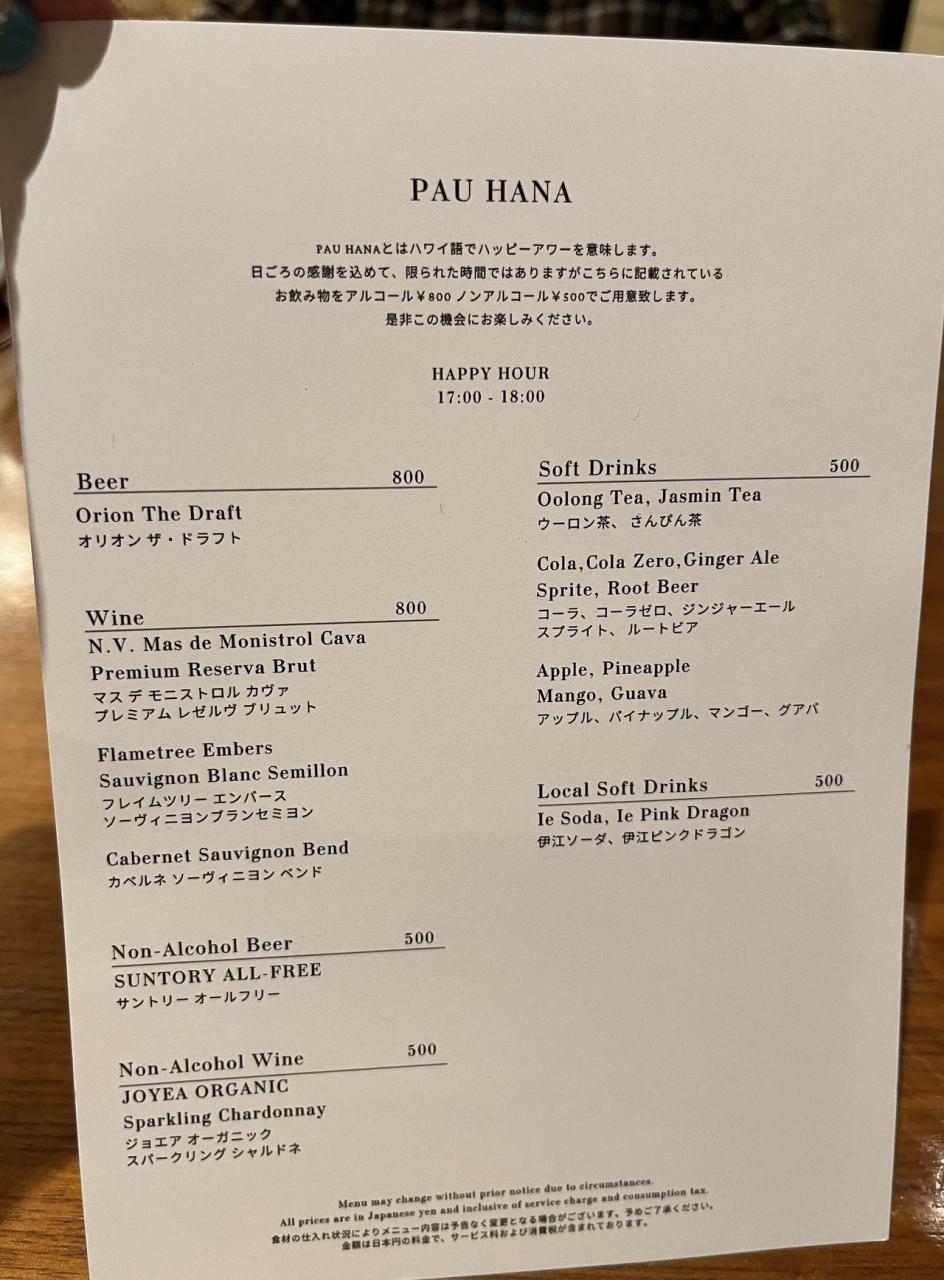 PAU HANA
PAU HANAとはハワイ語でハッピーアワーを意味します。
日ごろの感謝を込めて、限られた時間ではありますがこちらに記載されている
お飲み物をアルコール￥800 ノンアルコール￥500でご用意致します。
是非この機会にお楽しみください。
HAPPY HOUR
17:00 - 18:00
Beer 800
Orion The Draft
オリオン ザ・ドラフト
Wine 800
N.V. Mas de Monistrol Cava
Premium Reserva Brut
マス デ モニストロル カヴァ
プレミアム レゼルヴ ブリュット
Flametree Embers
Sauvignon Blanc Semillon
フレイムツリー エンバース
ソーヴィニヨンブランセミヨン
Cabernet Sauvignon Bend
カベルネ ソーヴィニヨン ベンド
Non-Alcohol Beer 500
SUNTORY ALL-FREE
サントリー オールフリー
Non-Alcohol Wine 500
JOYEA ORGANIC
Sparkling Chardonnay
ジョエア オーガニック
スパークリング シャルドネ
Soft Drinks 500
Oolong Tea, Jasmin Tea
ウーロン茶、 さんぴん茶
Cola,Cola Zero,Ginger Ale
Sprite, Root Beer
コーラ、コーラゼロ、ジンジャーエール
スプライト、 ルートビア
Apple, Pineapple
Mango, Guava
アップル、パイナップル、マンゴー、グアバ
Local Soft Drinks 500
Ie Soda, Ie Pink Dragon
伊江ソーダ、伊江ピンクドラゴン
Menu may change without prior notice due to circumstances.
All prices are in Japanese yen and inclusive of service charge and consumption tax.
食材の仕入れ状況によりメニュー内容は予告なく変更となる場合がございます。予めご了承ください。
金額は日本円の料金で、サービス料および消費税が含まれております。